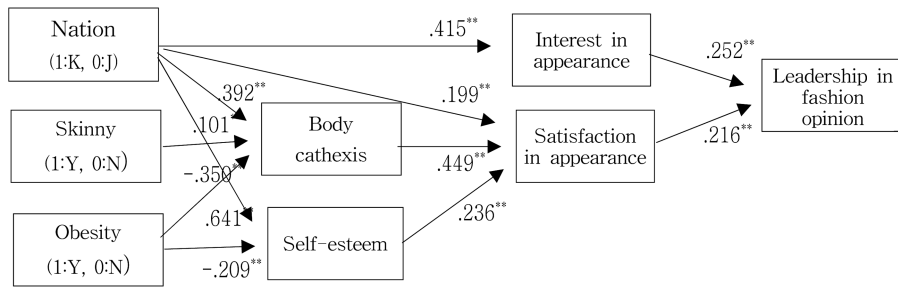 Nation
(1:K, 0:J)
Skinny
(1:Y, 0:N)
Obesity
(1:Y, 0:N)
.415**
.392**
.199**
.101*
-.350**
.641**
-.209**
Body
cathexis
Self-esteem
.449**
.236**
Interest in
appearance
Satisfaction
in appearance
.252**
.216**
Leadership in
fashion
opinion